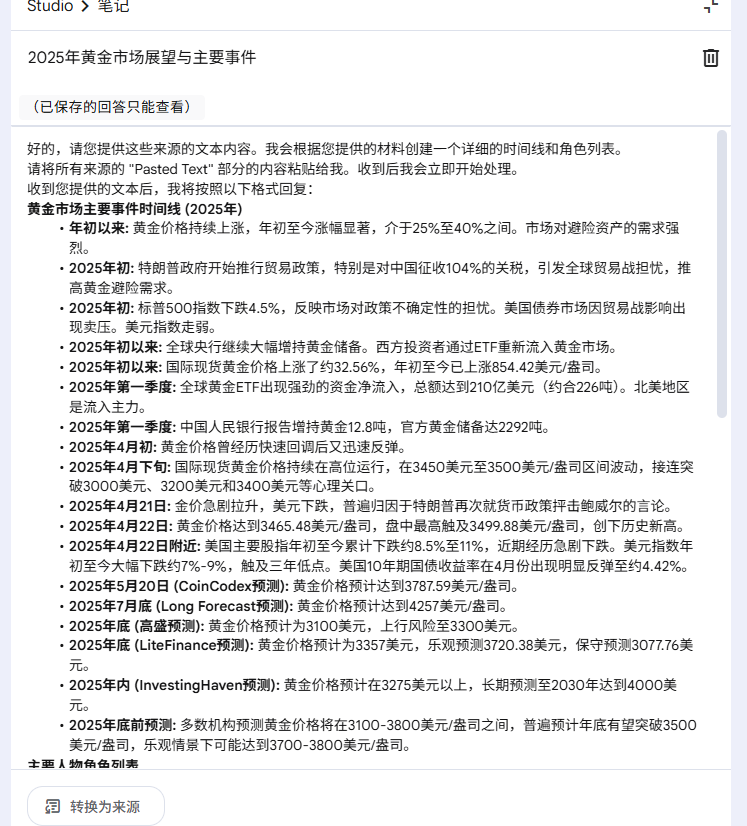 Studio > 笔记
2025年黄金市场展望与主要事件
（已保存的回答只能查看）
好的，请您提供这些来源的文本内容。我会根据您提供的材料创建一个详细的时间线和角色列表。
请将所有来源的 "Pasted Text" 部分的内容粘贴给我。收到后我会立即开始处理。
收到您提供的文本后，我将按照以下格式回复：
黄金市场主要事件时间线 (2025年)
• 年初以来: 黄金价格持续上涨，年初至今涨幅显著，介于25%至40%之间。市场对避险资产的需求强
烈。
• 2025年初: 特朗普政府开始推行贸易政策，特别是对中国征收104%的关税，引发全球贸易战担忧，推
高黄金避险需求。
• 2025年初: 标普500指数下跌4.5%，反映市场对政策不确定性的担忧。美国债券市场因贸易战影响出
现卖压。美元指数走弱。
• 2025年初以来: 全球央行继续大幅增持黄金储备。西方投资者通过ETF重新流入黄金市场。
• 2025年初以来: 国际现货黄金价格上涨了约32.56%，年初至今已上涨854.42美元/盎司。
• 2025年第一季度: 全球黄金ETF出现强劲的资金净流入，总额达到210亿美元（约合226吨）。北美地区
是流入主力。
• 2025年第一季度: 中国人民银行报告增持黄金12.8吨，官方黄金储备达2292吨。
• 2025年4月初: 黄金价格曾经历快速回调后又迅速反弹。
• 2025年4月下旬: 国际现货黄金价格持续在高位运行，在3450美元至3500美元/盎司区间波动，接连突
破3000美元、3200美元和3400美元等心理关口。
• 2025年4月21日: 金价急剧拉升，美元下跌，普遍归因于特朗普再次就货币政策抨击鲍威尔的言论。
• 2025年4月22日: 黄金价格达到3465.48美元/盎司，盘中最高触及3499.88美元/盎司，创下历史新高。
• 2025年4月22日附近: 美国主要股指年初至今累计下跌约8.5%至11%，近期经历急剧下跌。美元指数年
初至今大幅下跌约7%-9%，触及三年低点。美国10年期国债收益率在4月份出现明显反弹至约4.42%。
• 2025年5月20日 (CoinCodex预测): 黄金价格预计达到3787.59美元/盎司。
• 2025年7月底 (Long Forecast预测): 黄金价格预计达到4257美元/盎司。
• 2025年底 (高盛预测): 黄金价格预计为3100美元，上行风险至3300美元。
• 2025年底 (LiteFinance预测): 黄金价格预计为3357美元，乐观预测3720.38美元，保守预测3077.76美
元。
• 2025年内 (InvestingHaven预测): 黄金价格预计在3275美元以上，长期预测至2030年达到4000美
元。
• 2025年底前预测: 多数机构预测黄金价格将在3100-3800美元/盎司之间，普遍预计年底有望突破3500
美元/盎司，乐观情景下可能达到3700-3800美元/盎司。
主要人物角色列表
转换为来源